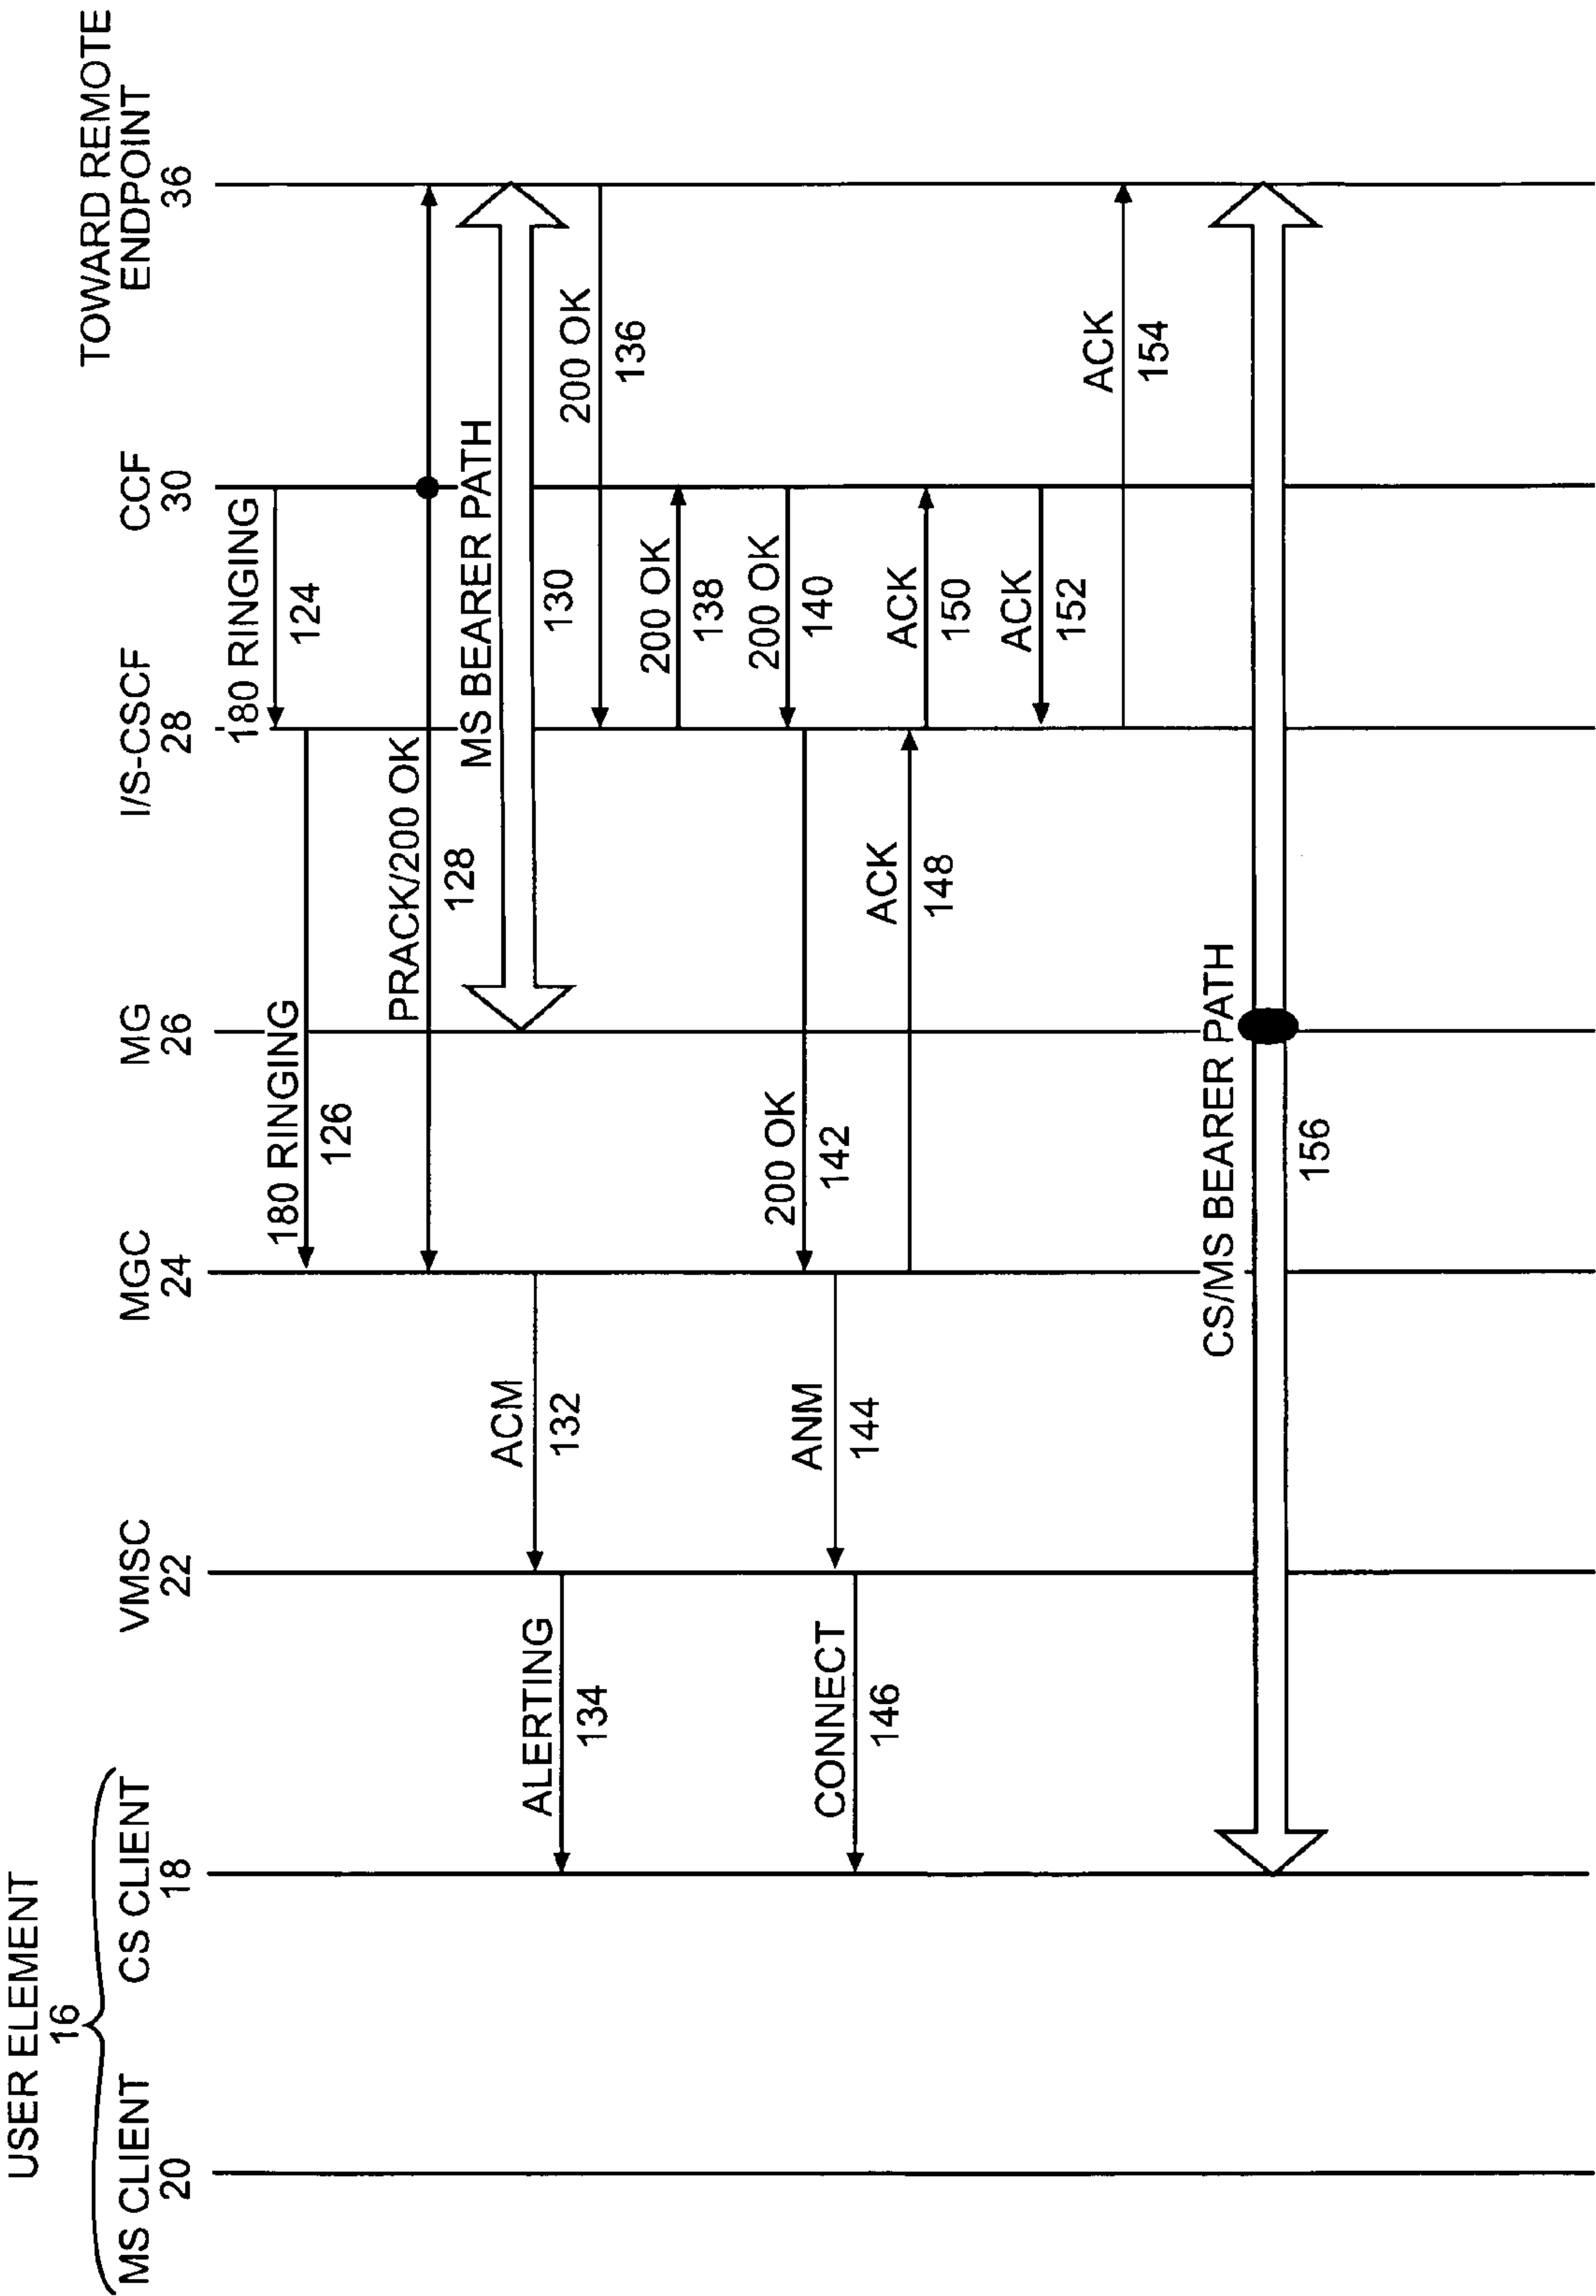 USER ELEMENT
16
MS CLIENT
20
CS CLIENT
18
VMSC
22
MGC
24
MG
26
I/S-CSCF
28
CCF
30
TOWARD REMOTE
ENDPOINT
36
180 RINGING
124
180 RINGING
126
PRACK/200 OK
128
MS BEARER PATH
130
ACM
132
ALERTING
134
200 OK
136
200 OK
138
200 OK
140
200 OK
142
ANM
144
CONNECT
146
ACK
148
ACK
150
ACK
152
ACK
154
CS/MS BEARER PATH
156